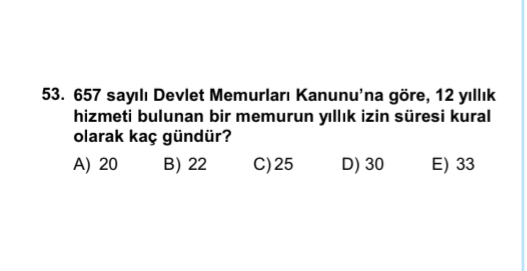 53. 657 sayılı Devlet Memurları Kanunu'na göre, 12 yıllık
hizmeti bulunan bir memurun yıllık izin süresi kural
olarak kaç gündür?
A) 20 B) 22 C)25 D) 30 E) 33